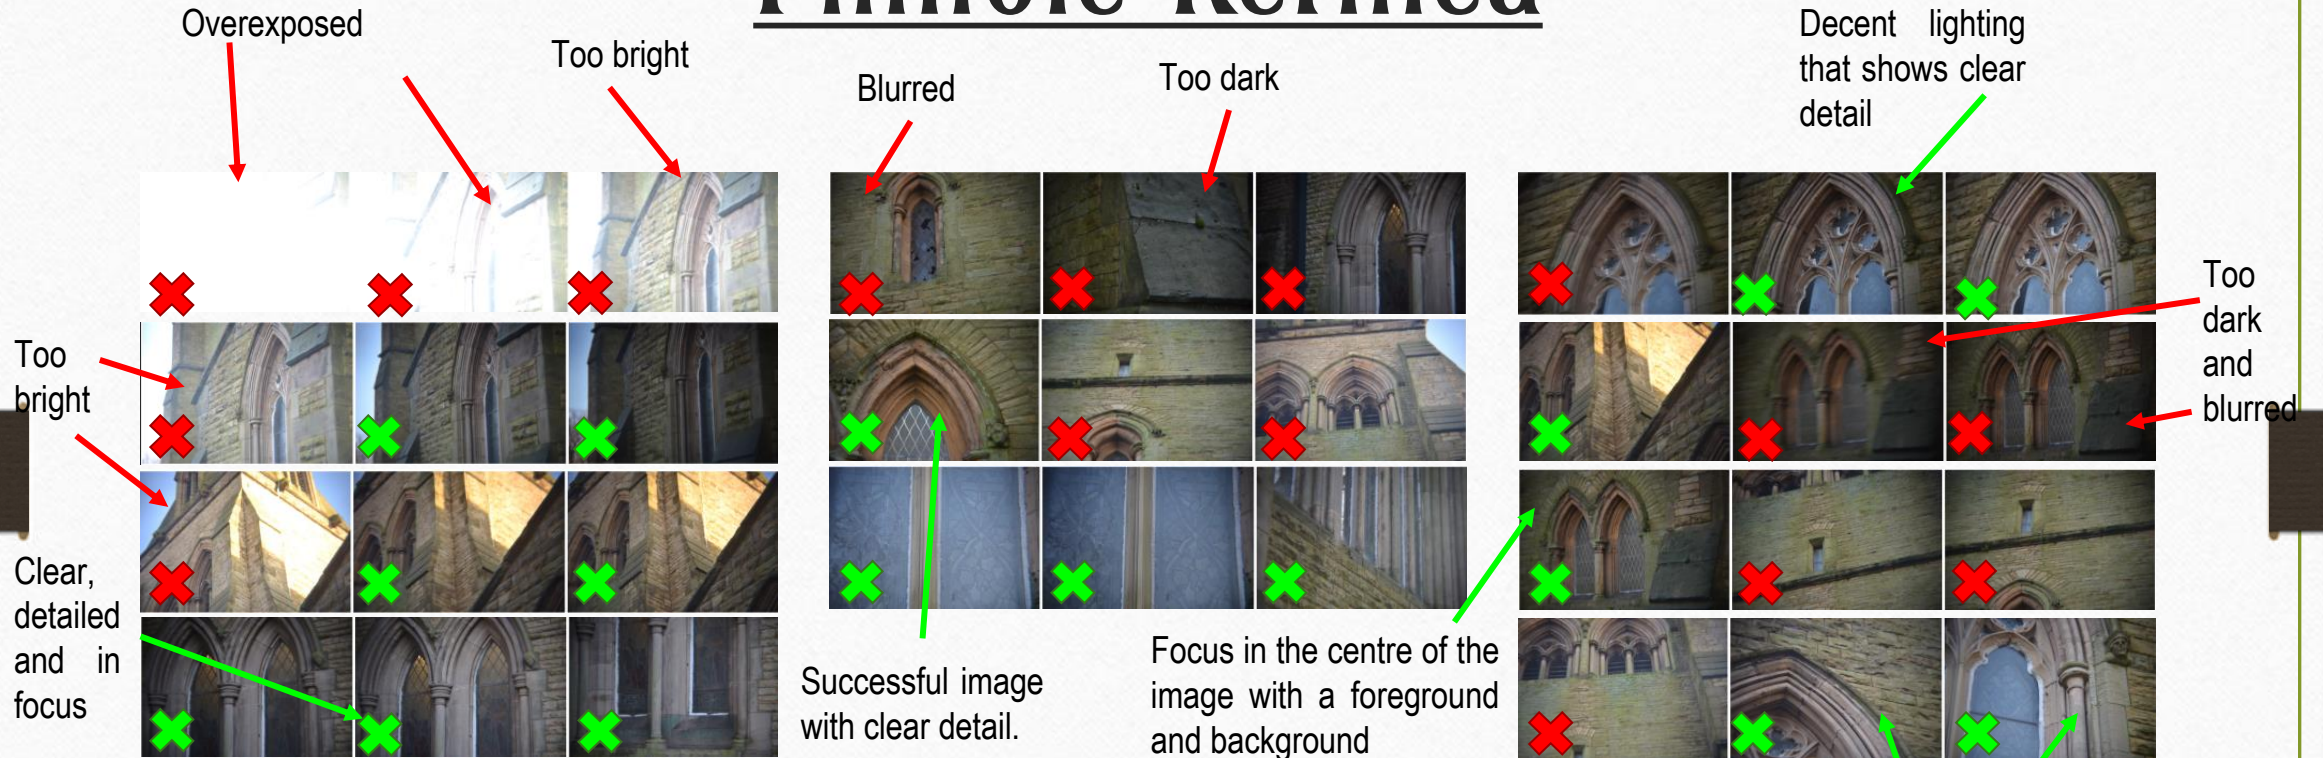 Overexposed
Too bright
Blurred
Too dark
Decent lighting
that shows clear
detail
Too
bright
Too
dark
and
blurred
Clear,
detailed
and in
focus
Successful image
with clear detail.
Focus in the centre of the
image with a foreground
and background